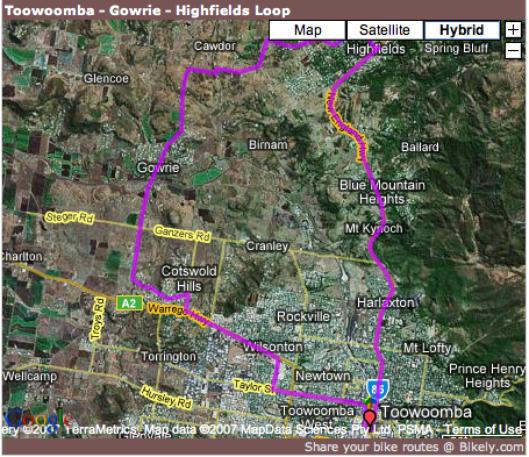 Toowoomba - Gowrie - Highfields Loop
Map
Satellite
Hybrid
+
−
Cawdor
Highfields
Spring Bluff
Glencoe
Birnam
Ballard
Gowrie
Blue Mountain
Heights
Steger Rd
Ganzers Rd
Mt Kynoch
Cranley
Charlton
Cotswold
Hills
A2
Warrego
Troys Rd
Rockville
Harlaxton
Torrington
Wilsonton
Mt Lofty
Wellcamp
Prince Henry
Heights
Hursley Rd
Taylor S
Newtown
85
Toowoomba
West
Toowoomba
Google
ery ©2007 TerraMetrics, Map data ©2007 MapData Sciences Pty Ltd, PSMA - Terms of Use
Share your bike routes @ Bikely.com